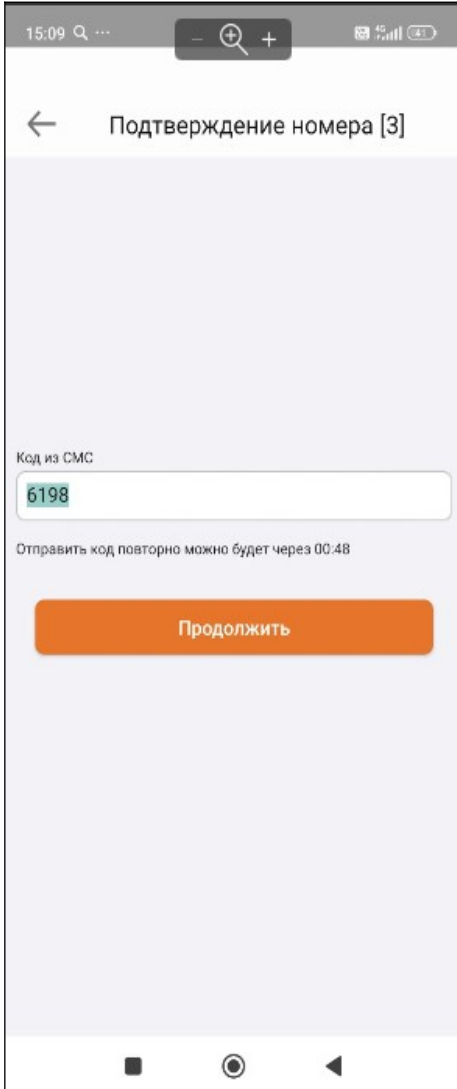 15:09
Подтверждение номера [3]
Код из СМС
6198
Отправить код повторно можно будет через 00:48
Продолжить